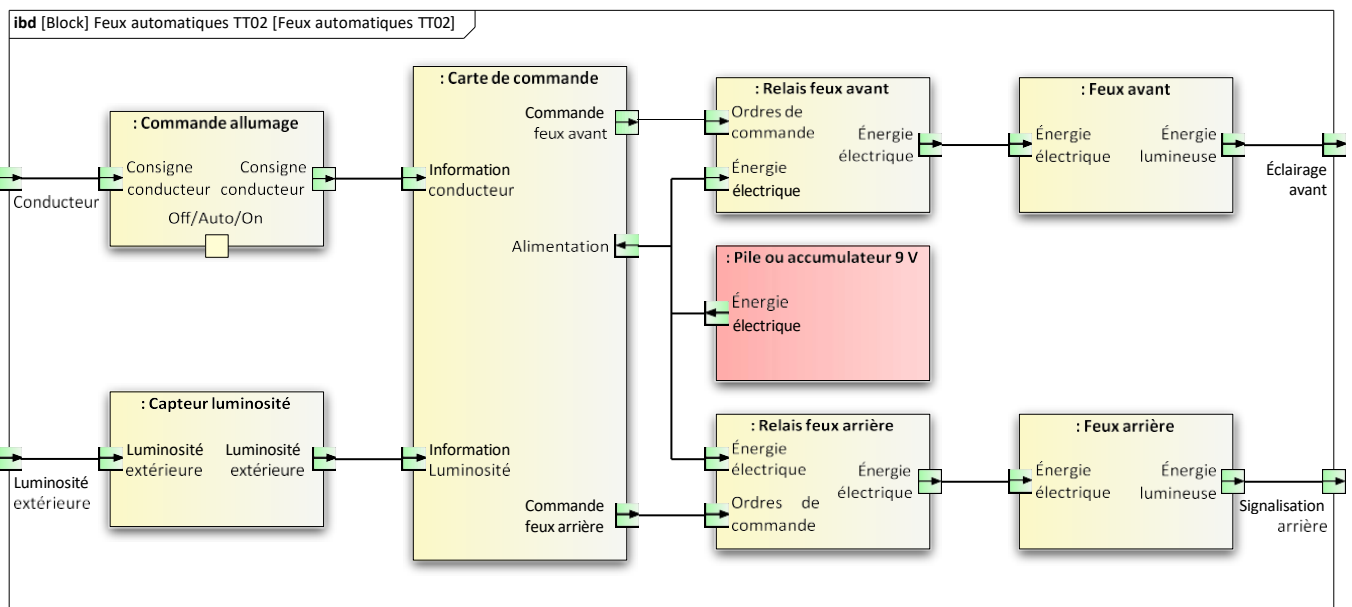 ibd [Block] Feux automatiques TT02 [Feux automatiques TT02]
Conducteur
: Commande allumage
Consigne
conducteur
Consigne
conducteur
Off/Auto/On
Luminosité
extérieure
: Capteur luminosité
Luminosité
extérieure
Luminosité
extérieure
: Carte de commande
Commande
feux avant
Information
conducteur
Alimentation
Information
Luminosité
Commande
feux arrière
: Relais feux avant
Ordres de
commande
Énergie
électrique
Énergie
électrique
: Pile ou accumulateur 9 V
Énergie
électrique
: Relais feux arrière
Énergie
électrique
Énergie
électrique
Ordres de
commande
: Feux avant
Énergie
électrique
Énergie
lumineuse
Éclairage
avant
: Feux arrière
Énergie
électrique
Énergie
lumineuse
Signalisation
arrière